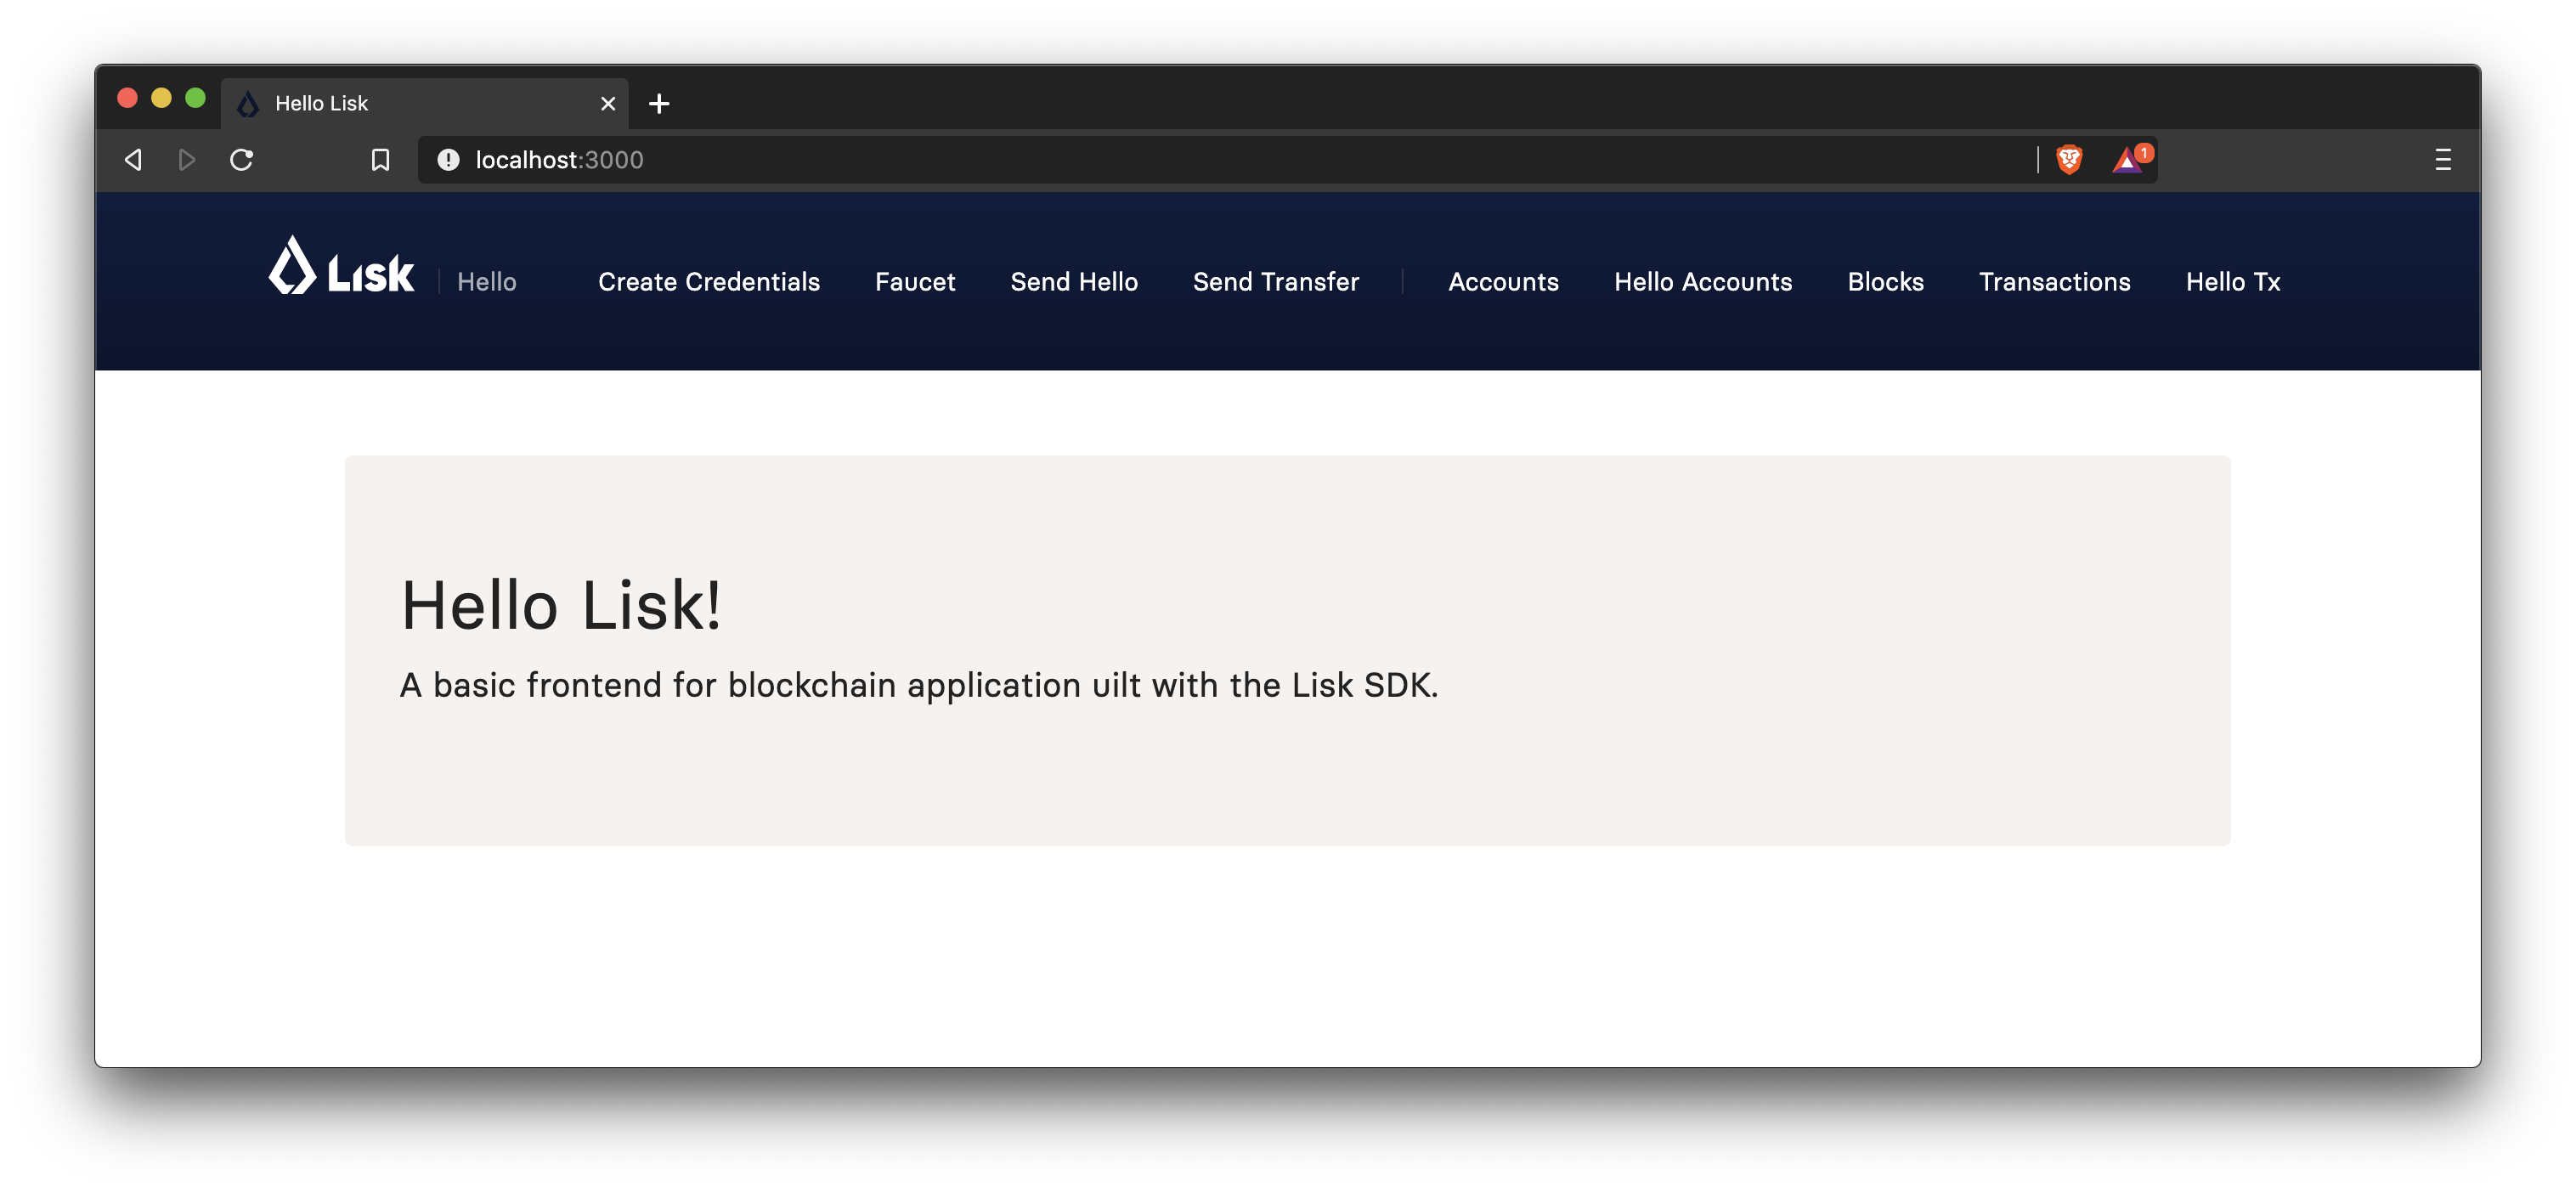 Hello Lisk
localhost:3000
1
Lisk Hello Create Credentials Faucet Send Hello Send Transfer Accounts Hello Accounts Blocks Transactions Hello Tx
Hello Lisk!
A basic frontend for blockchain application uilt with the Lisk SDK.